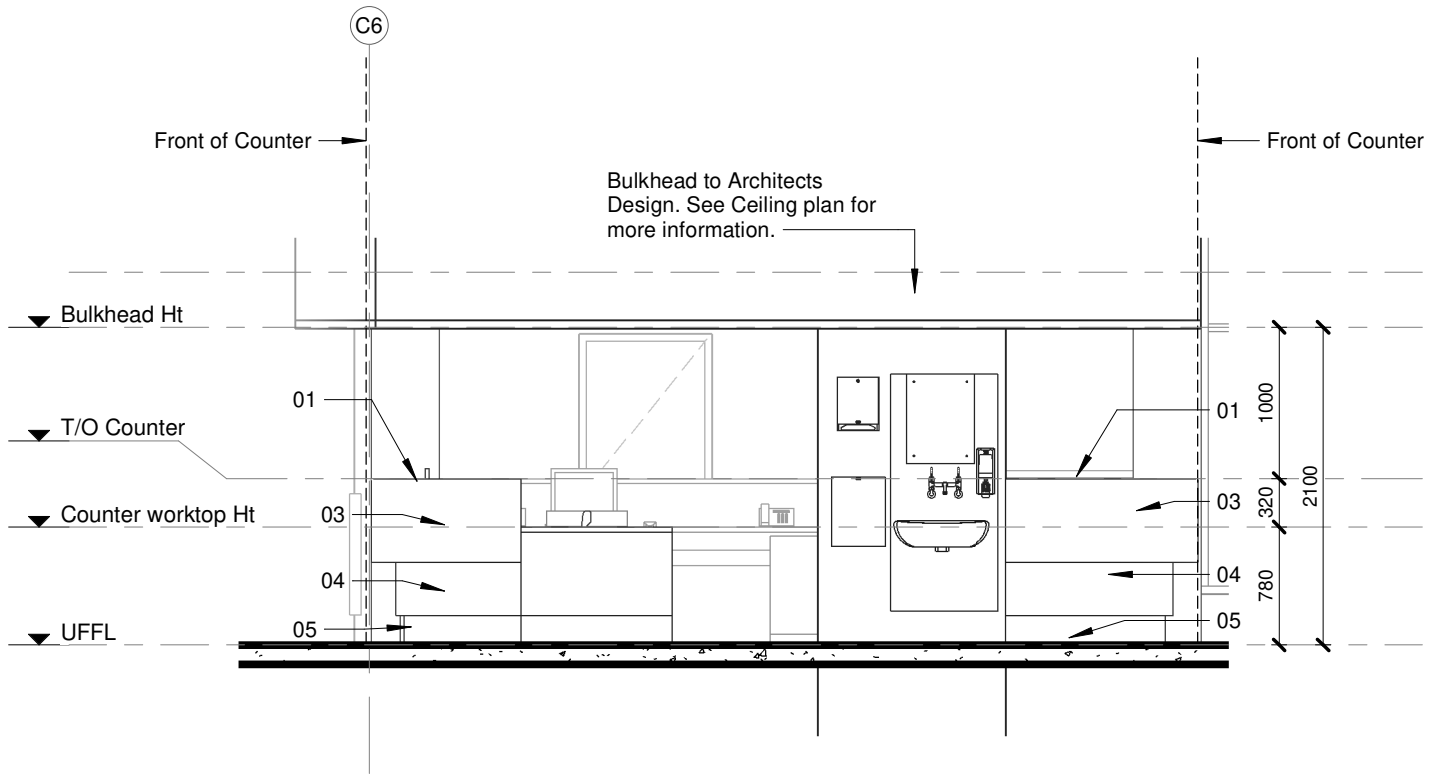 C6
Front of Counter
Front of Counter
Bulkhead to Architects
Design. See Ceiling plan for
more information.
Bulkhead Ht
01
01
1000
T/O Counter
2100
Counter worktop Ht
03
03
320
04
04
780
UFFL
05
05